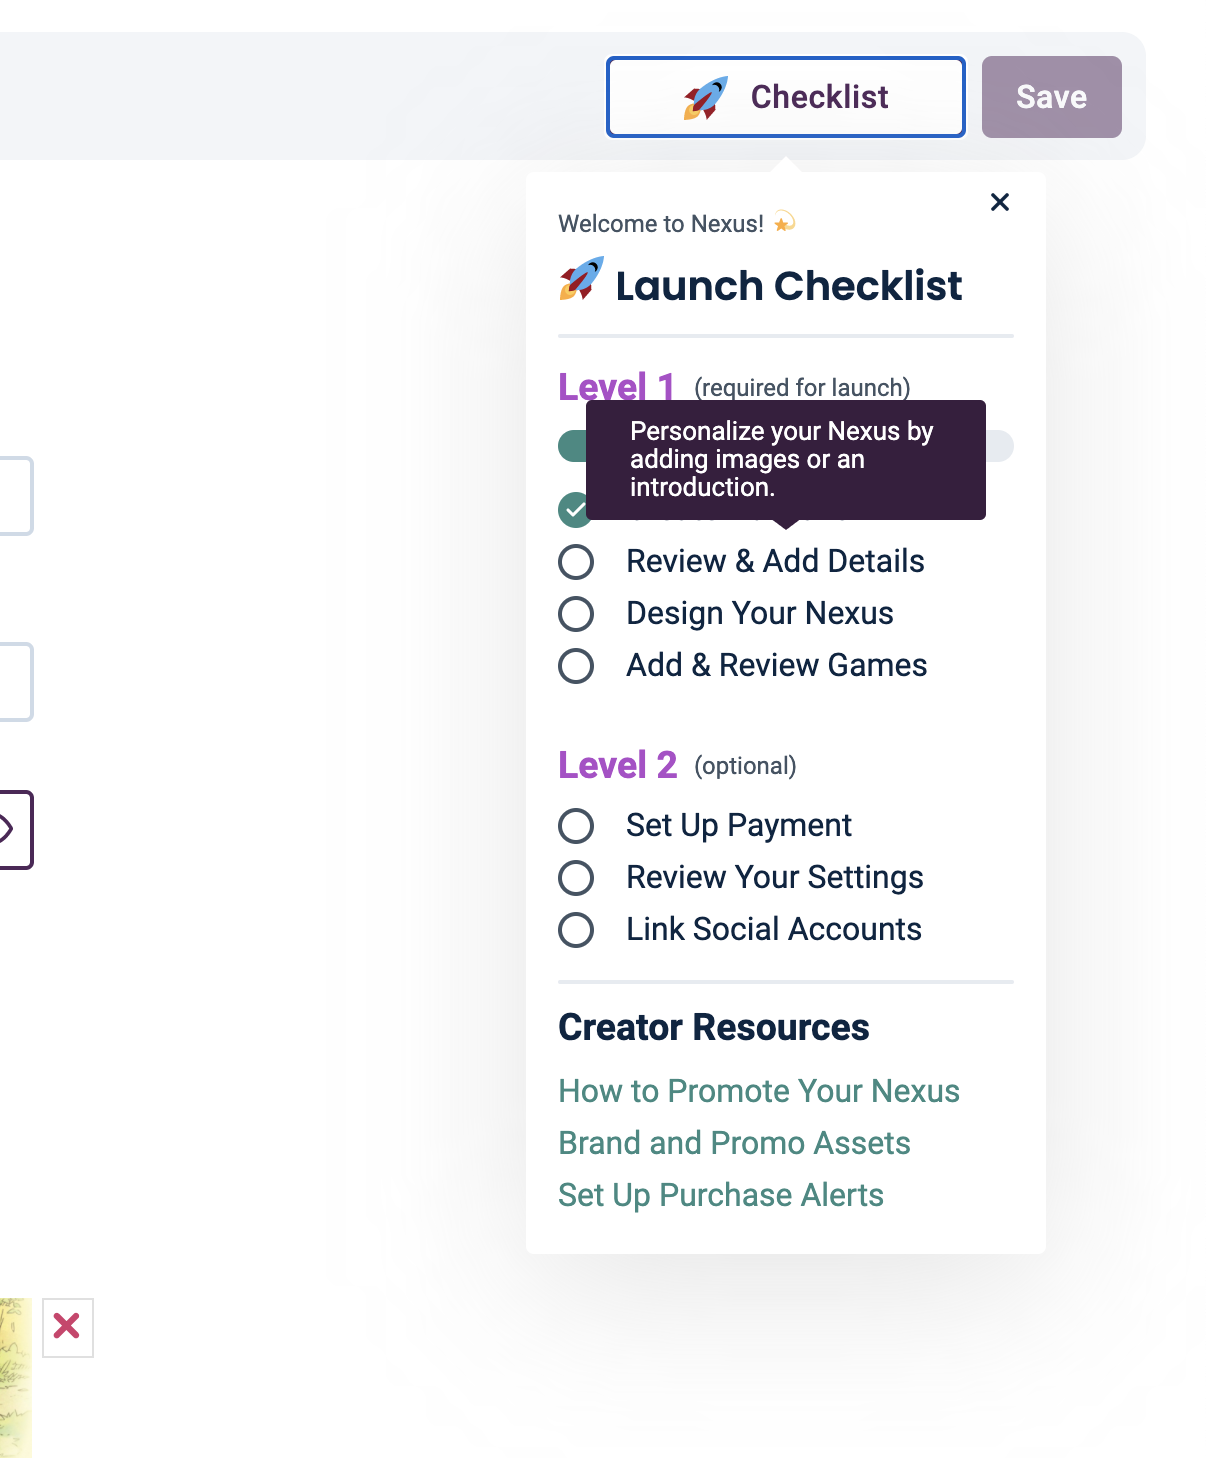 Checklist
Save
Welcome to Nexus!
Launch Checklist
Level 1 (required for launch)
Personalize your Nexus by
adding images or an
introduction.
Review & Add Details
Design Your Nexus
Add & Review Games
Level 2 (optional)
Set Up Payment
Review Your Settings
Link Social Accounts
Creator Resources
How to Promote Your Nexus
Brand and Promo Assets
Set Up Purchase Alerts